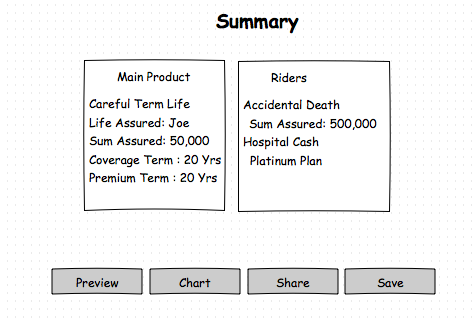 Summary
Main Product
Careful Term Life
Life Assured: Joe
Sum Assured: 50,000
Coverage Term : 20 Yrs
Premium Term : 20 Yrs
Riders
Accidental Death
Sum Assured: 500,000
Hospital Cash
Platinum Plan
Preview
Chart
Share
Save